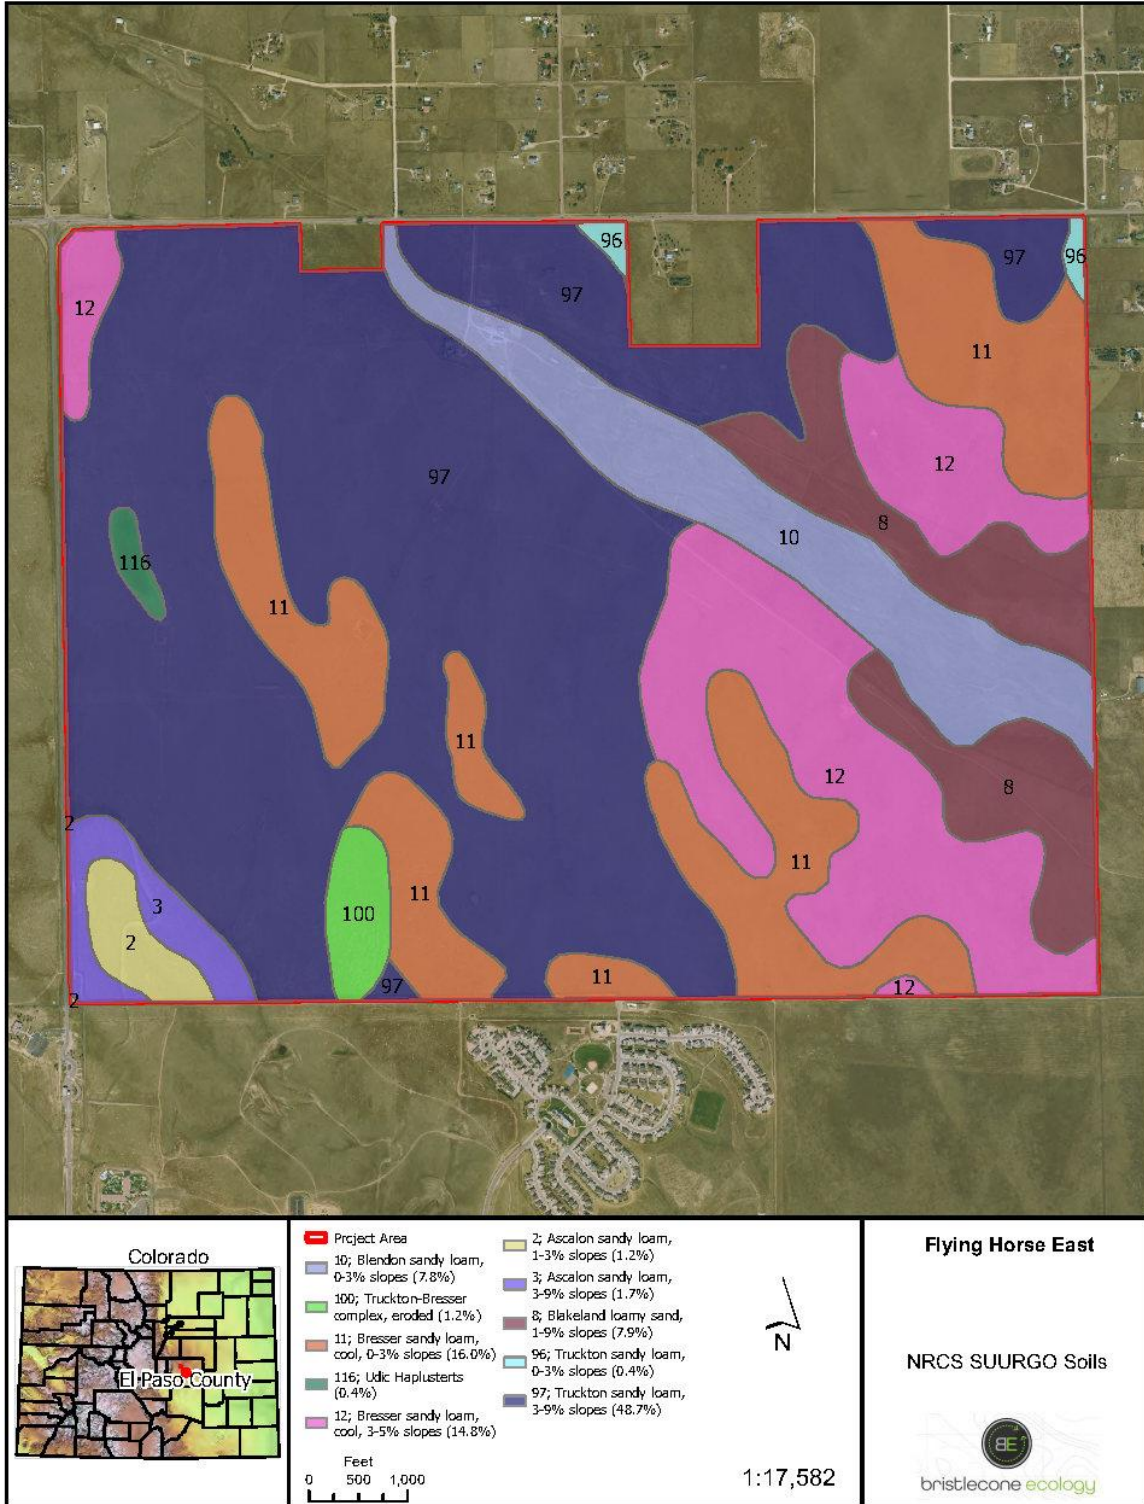 96
97
96
12
97
11
97
12
8
10
116
11
11
12
8
2
11
11
3
100
2
11
97
12
2
Colorado
El Paso County
Project Area
10; Blendon sandy loam,
0-3% slopes (7.8%)
100; Truckton-Bresser
complex, eroded (1.2%)
11; Bresser sandy loam,
cool, 0-3% slopes (16.0%)
116; Udic Haplusterts
(0.4%)
12; Bresser sandy loam,
cool, 3-5% slopes (14.8%)
2; Ascalon sandy loam,
1-3% slopes (1.2%)
3; Ascalon sandy loam,
3-9% slopes (1.7%)
8; Blakeland loamy sand,
1-9% slopes (7.9%)
96; Truckton sandy loam,
0-3% slopes (0.4%)
97; Truckton sandy loam,
3-9% slopes (48.7%)
Feet
0 500 1,000
N
1:17,582
Flying Horse East
NRCS SUURGO Soils
BE
bristlecone ecology